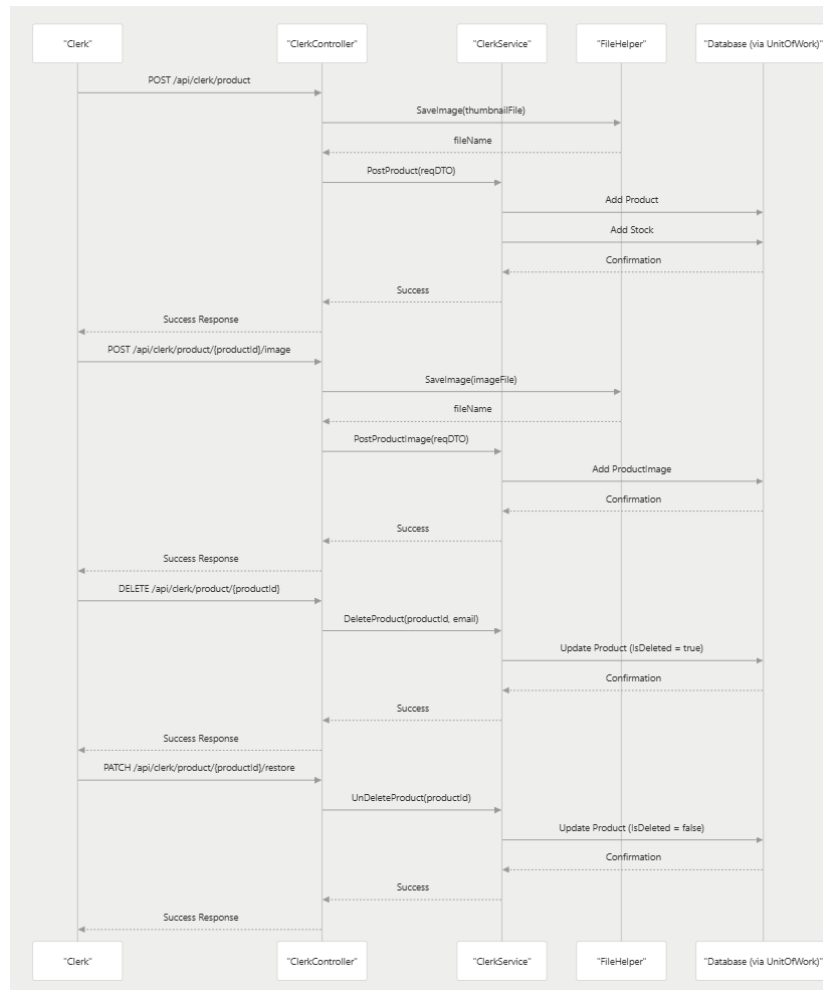 "Clerk"
"ClerkController"
"ClerkService"
"FileHelper"
"Database (via UnitOfWork)"
POST /api/clerk/product
SaveImage(thumbnailFile)
fileName
PostProduct(reqDTO)
Add Product
Add Stock
Confirmation
Success
Success Response
POST /api/clerk/product/{productId}/image
SaveImage(imageFile)
fileName
PostProductImage(reqDTO)
Add ProductImage
Confirmation
Success
Success Response
DELETE /api/clerk/product/{productId}
DeleteProduct(productId, email)
Update Product (IsDeleted = true)
Confirmation
Success
Success Response
PATCH /api/clerk/product/{productId}/restore
UnDeleteProduct(productId)
Update Product (IsDeleted = false)
Confirmation
Success
Success Response
"Clerk"
"ClerkController"
"ClerkService"
"FileHelper"
"Database (via UnitOfWork)"